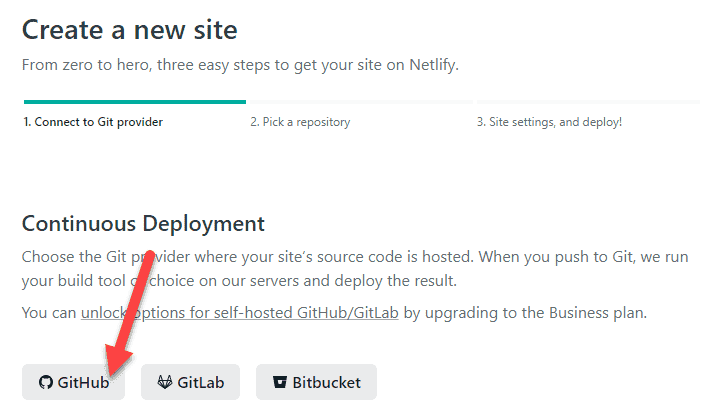 Create a new site
From zero to hero, three easy steps to get your site on Netlify.
1. Connect to Git provider
2. Pick a repository
3. Site settings, and deploy!
Continuous Deployment
Choose the Git provider where your site's source code is hosted. When you push to Git, we run
your build tool of choice on our servers and deploy the result.
You can unlock options for self-hosted GitHub/GitLab by upgrading to the Business plan.
GitHub
GitLab
Bitbucket